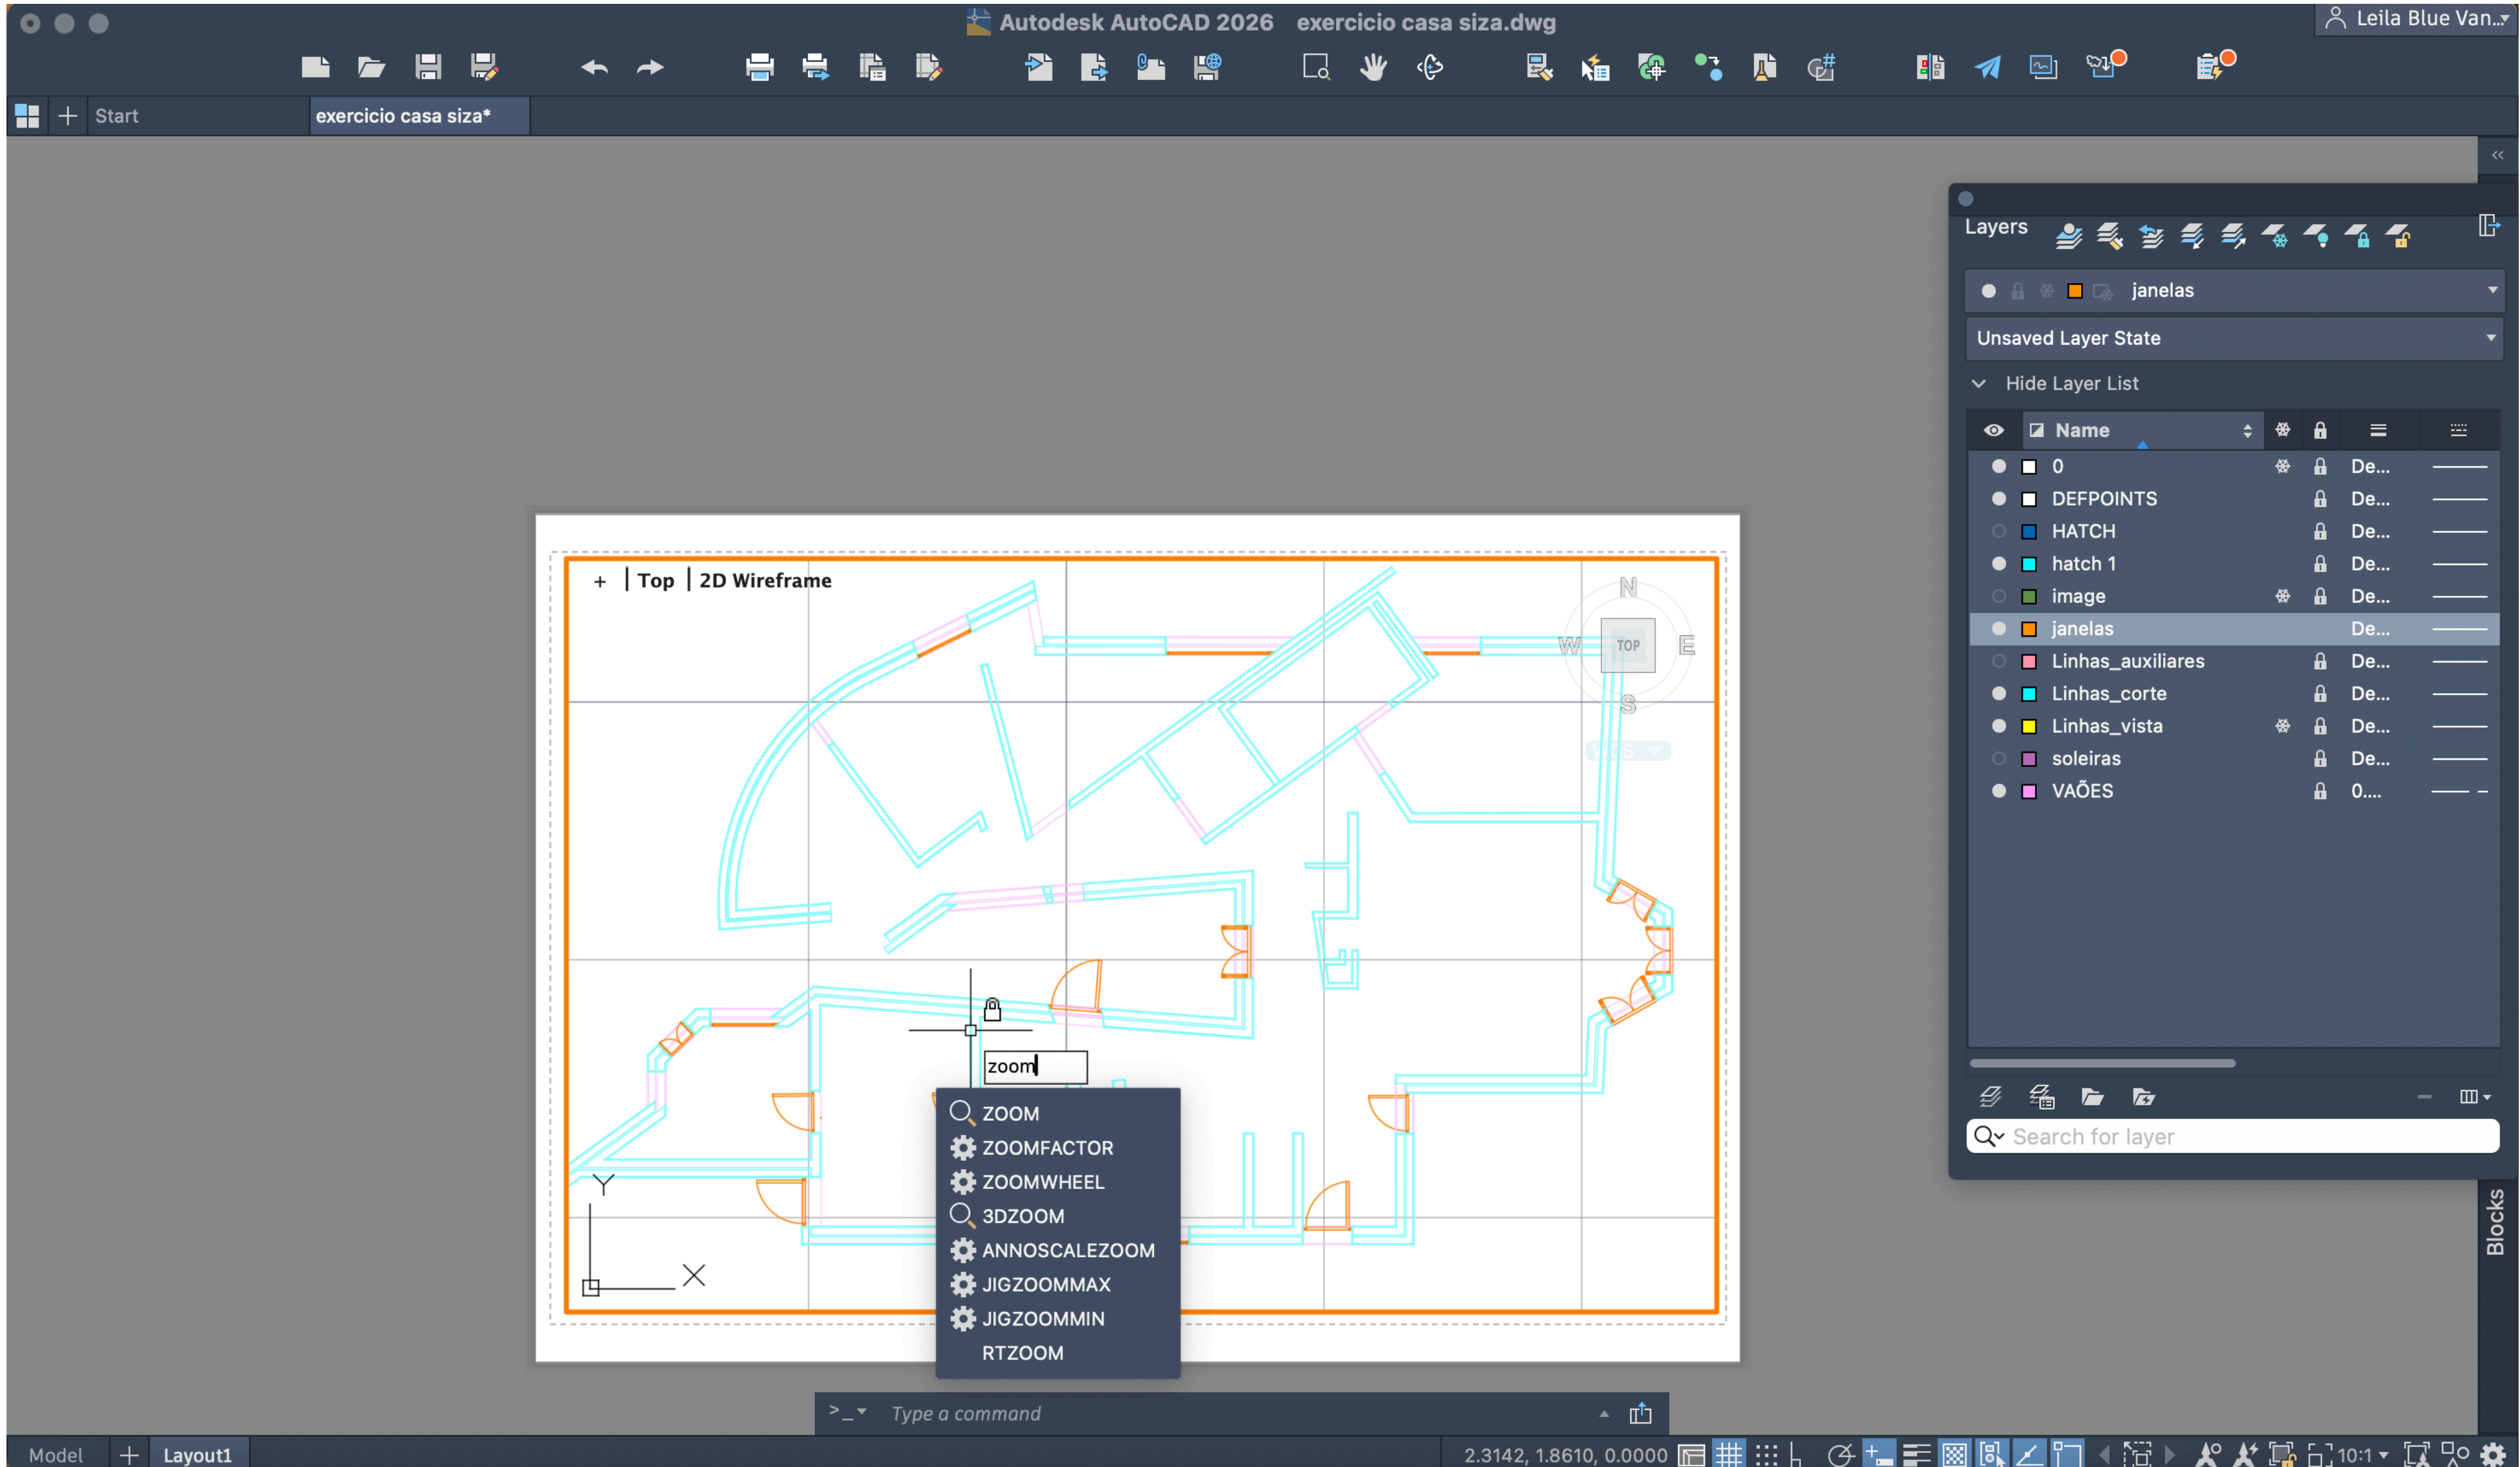 Autodesk AutoCAD 2026 exercicio casa siza.dwg
Leila Blue Van...
Start
exercicio casa siza*
Layers
janelas
Unsaved Layer State
Hide Layer List
Name
0 De...
DEFPOINTS De...
HATCH De...
hatch 1 De...
image De...
janelas De...
Linhas_auxiliares De...
Linhas_corte De...
Linhas_vista De...
soleiras De...
VAÕES 0....
Search for layer
Blocks
+ | Top | 2D Wireframe
N
W TOP E
S
WCS
zoom
ZOOM
ZOOMFACTOR
ZOOMWHEEL
3DZOOM
ANNOSCALEZOOM
JIGZOOMMAX
JIGZOOMMIN
RTZOOM
Y
X
>_ Type a command
Model + Layout1
2.3142, 1.8610, 0.0000
10:1